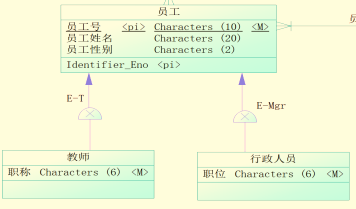 员工
员工号 <pi> Characters (10) <M>
员工姓名 Characters (20)
员工性别 Characters (2)
Identifier_Eno <pi>
E-T
E-Mgr
教师
职称 Characters (6) <M>
行政人员
职位 Characters (6) <M>